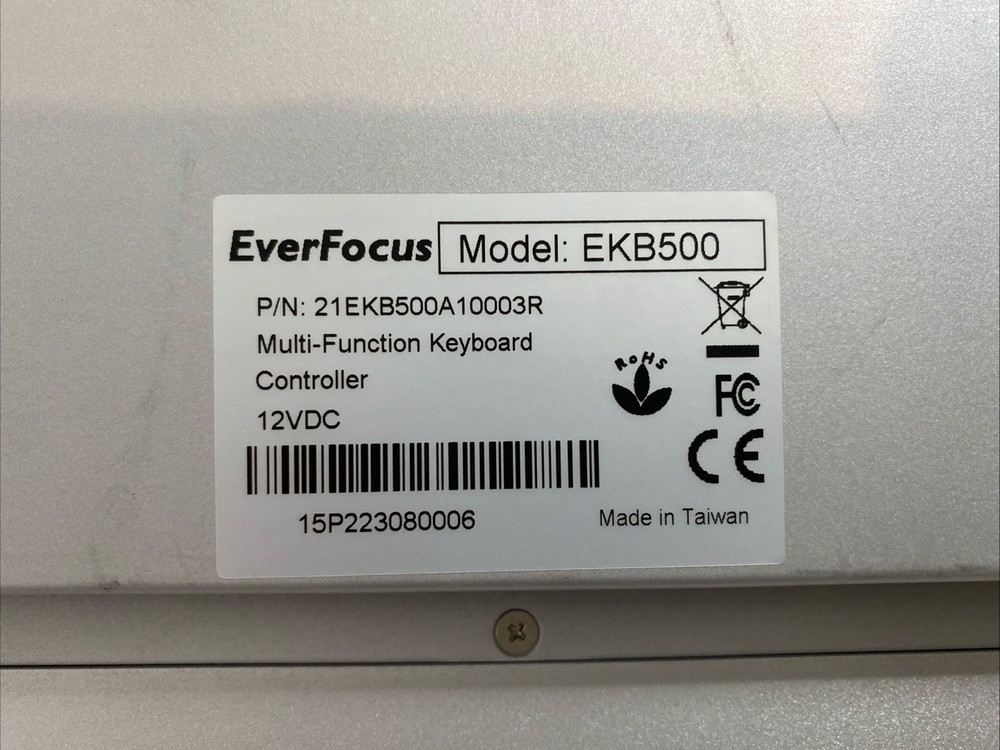 EverFocus Model: EKB500
P/N: 21EKB500A10003R
Multi-Function Keyboard
Controller
12VDC
RoHS
FC
CE
15P223080006
Made in Taiwan